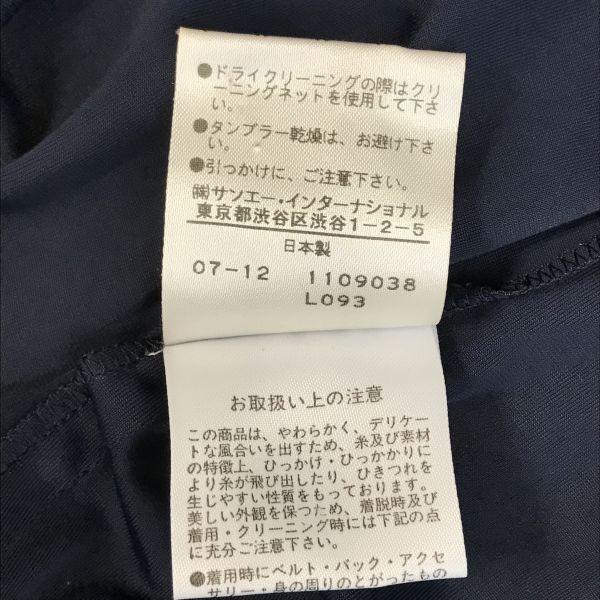 ●ドライクリーニングの際はクリ
ーニングネットを使用して下さ
い。
●タンブラー乾燥は、お避け下さ
い。
●引っかけに、ご注意下さい。
㈱サンエー・インターナショナル
東京都渋谷区渋谷1-2-5
日本製
07-12 1109038
L093
お取扱い上の注意
この商品は、やわらかく、デリケー
トな風合いを出すため、糸及び素材
の特徴上、ひっかけ・ひっかかりに
より糸が飛び出したり、ひきつれを
生じやすい性質をもっております。
美しい外観を保つため、着脱時及び
着用・クリーニング時には下記の点
に充分ご注意下さい。
●着用時にベルト・バック・アクセ
サリー・身の周りのとがったもの